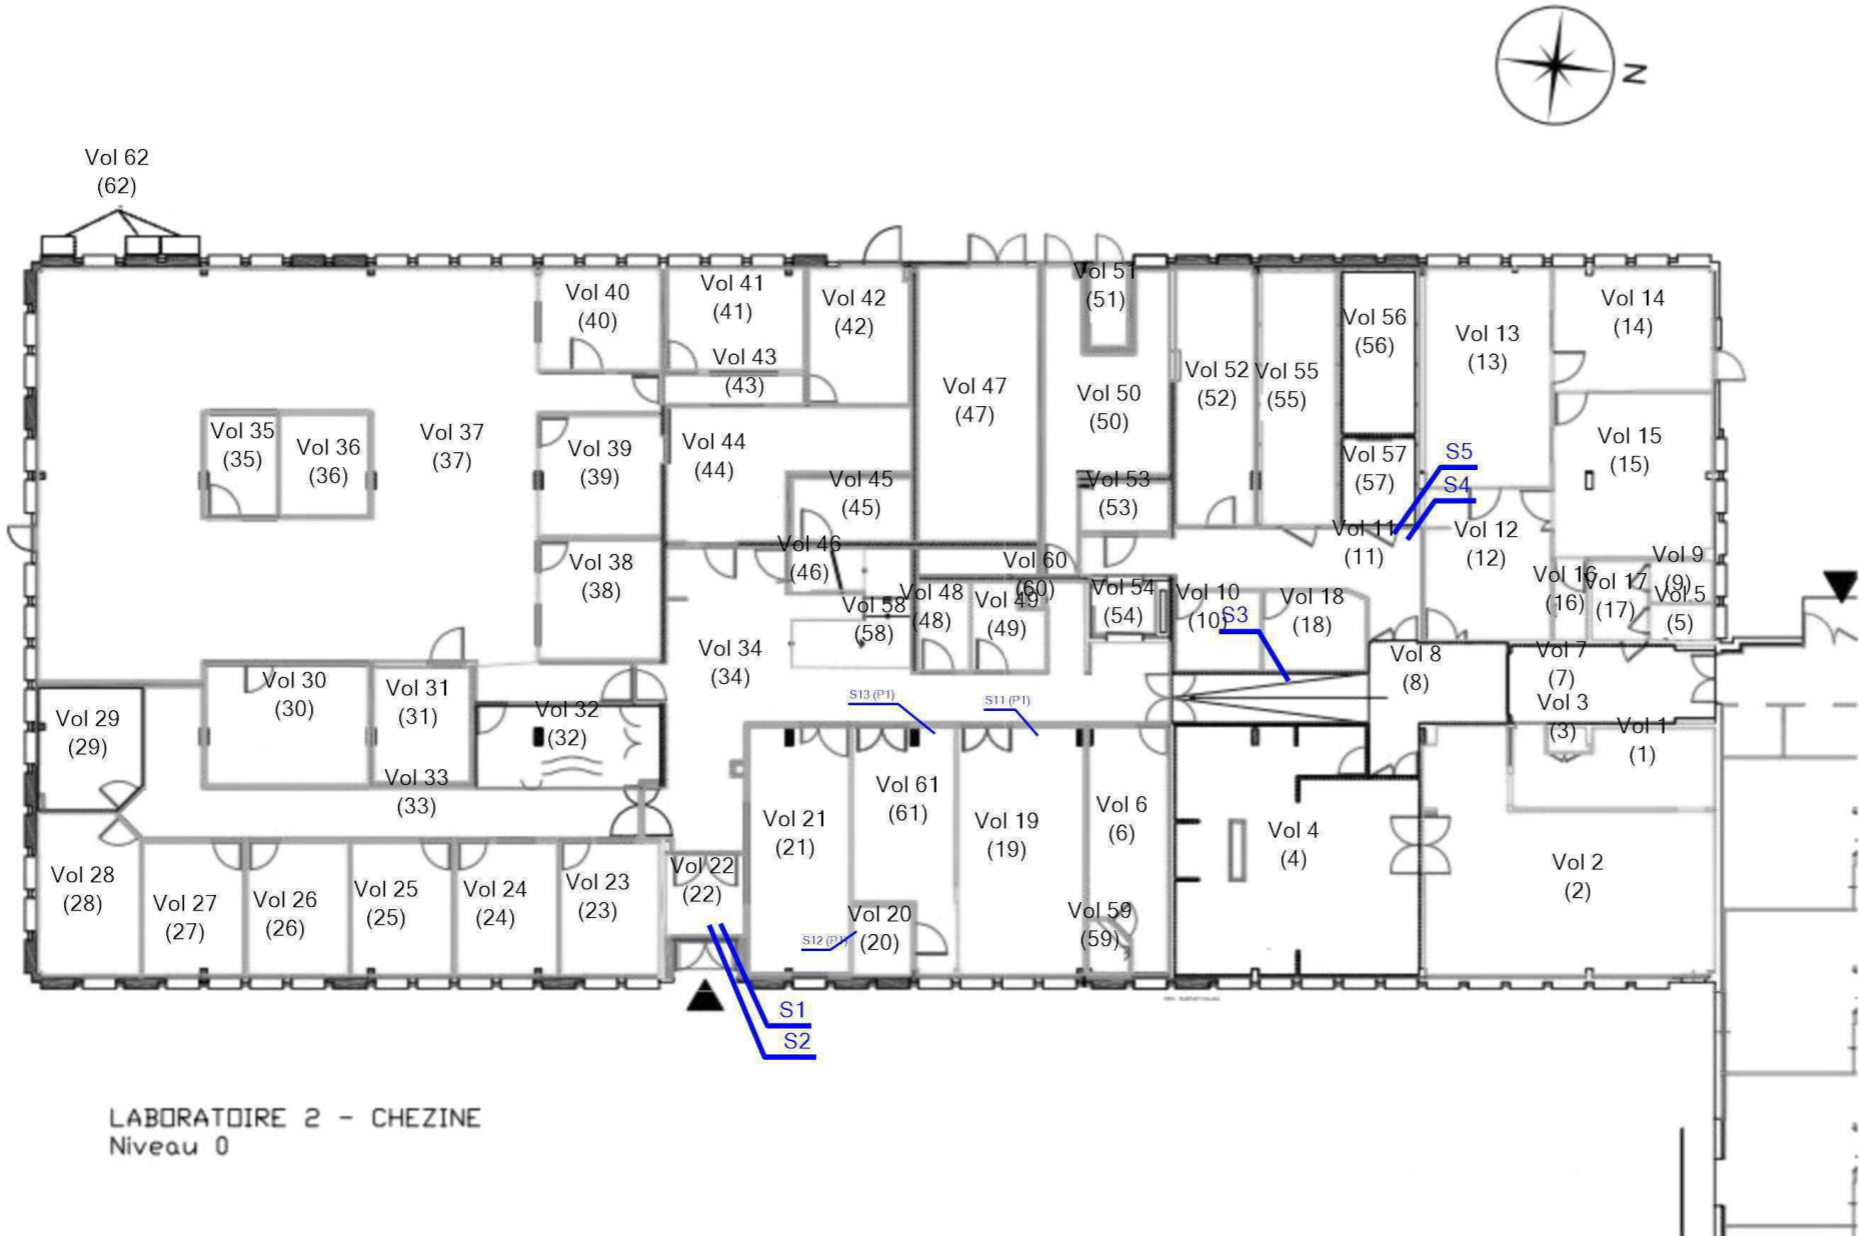 N
Vol 62
(62)
Vol 40
(40)
Vol 41
(41)
Vol 42
(42)
Vol 43
(43)
Vol 51
(51)
Vol 14
(14)
Vol 13
(13)
Vol 56
(56)
Vol 47
(47)
Vol 50
(50)
Vol 52
(52)
Vol 55
(55)
Vol 35
(35)
Vol 36
(36)
Vol 37
(37)
Vol 39
(39)
Vol 44
(44)
Vol 45
(45)
Vol 53
(53)
Vol 57
(57)
S5
S4
Vol 15
(15)
Vol 38
(38)
Vol 46
(46)
Vol 58
(58)
Vol 48
(48)
Vol 49
(49)
Vol 60
(60)
Vol 54
(54)
Vol 10
(10)
S3
Vol 18
(18)
Vol 11
(11)
Vol 12
(12)
Vol 16
(16)
Vol 17
(17)
Vol 9
(9)
Vol 5
(5)
Vol 34
(34)
Vol 8
(8)
Vol 7
(7)
Vol 3
(3)
Vol 1
(1)
Vol 29
(29)
Vol 30
(30)
Vol 31
(31)
Vol 32
(32)
Vol 33
(33)
S13 (P1)
S11 (P1)
Vol 28
(28)
Vol 27
(27)
Vol 26
(26)
Vol 25
(25)
Vol 24
(24)
Vol 23
(23)
Vol 22
(22)
Vol 21
(21)
Vol 61
(61)
Vol 19
(19)
Vol 6
(6)
Vol 4
(4)
Vol 2
(2)
Vol 20
(20)
S12 (P1)
Vol 59
(59)
S1
S2
LABORATOIRE 2 - CHEZINE
Niveau 0